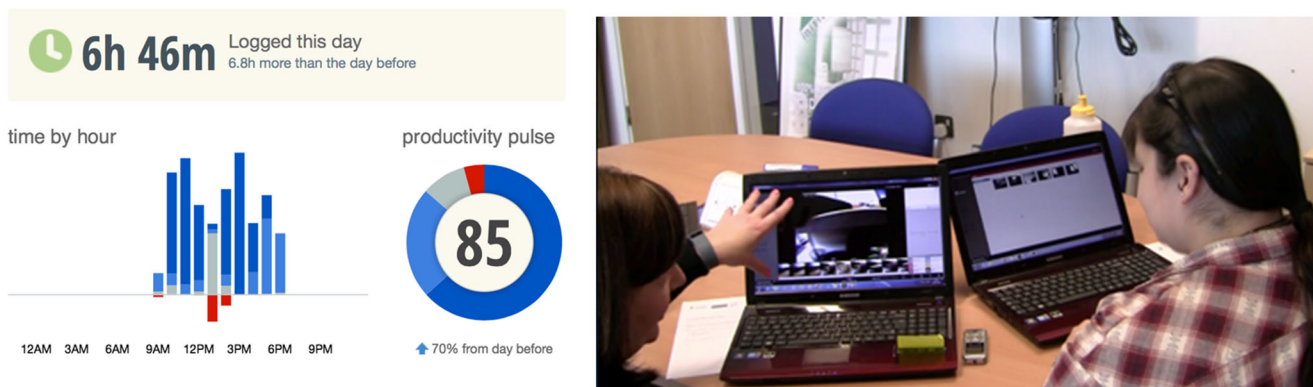 6h 46m
Logged this day
6.8h more than the day before
time by hour
productivity pulse
85
12AM 3AM 6AM 9AM 12PM 3PM 6PM 9PM
70% from day before
SAMSUNG